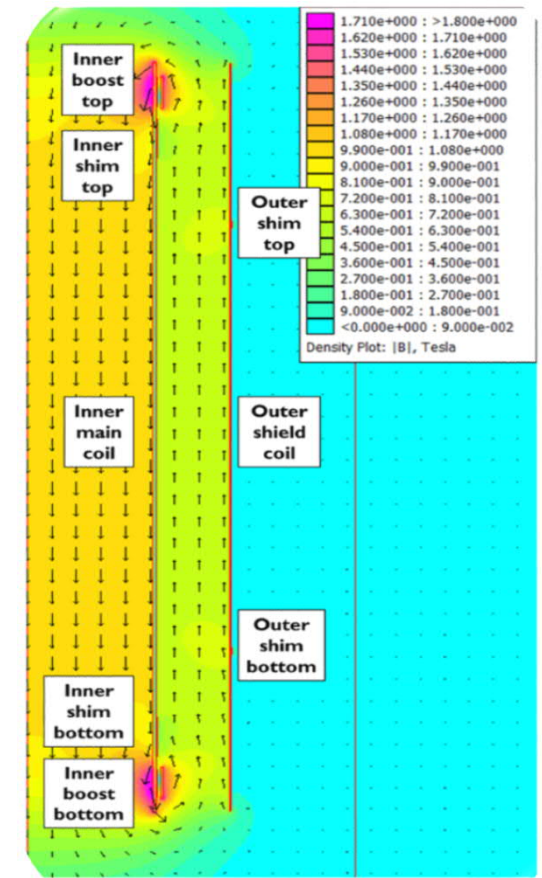 Inner
boost
top
Inner
shim
top
Outer
shim
top
Inner
main
coil
Outer
shield
coil
Outer
shim
bottom
Inner
shim
bottom
Inner
boost
bottom
1.710e+000 : >1.800e+000
1.620e+000 : 1.710e+000
1.530e+000 : 1.620e+000
1.440e+000 : 1.530e+000
1.350e+000 : 1.440e+000
1.260e+000 : 1.350e+000
1.170e+000 : 1.260e+000
1.080e+000 : 1.170e+000
9.900e-001 : 1.080e+000
9.000e-001 : 9.900e-001
8.100e-001 : 9.000e-001
7.200e-001 : 8.100e-001
6.300e-001 : 7.200e-001
5.400e-001 : 6.300e-001
4.500e-001 : 5.400e-001
3.600e-001 : 4.500e-001
2.700e-001 : 3.600e-001
1.800e-001 : 2.700e-001
9.000e-002 : 1.800e-001
<0.000e+000 : 9.000e-002
Density Plot: |B|, Tesla